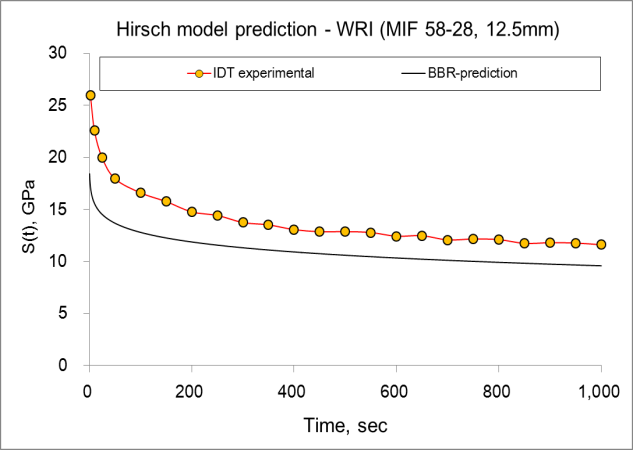 Hirsch model prediction - WRI (MIF 58-28, 12.5mm)
30
IDT experimental BBR-prediction
25
20
15
10
5
0
S(t), GPa
0 200 400 600 800 1,000
Time, sec